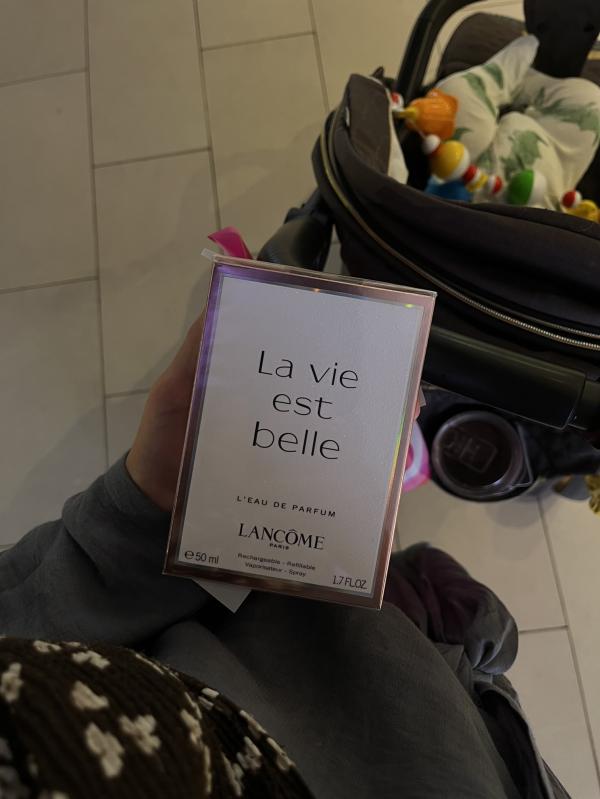 La vie
est
belle
L'EAU DE PARFUM
LANCÔME
PARIS
℮ 50 ml
Rechargeable - Refillable
Vaporisateur - Spray
1.7 FL.OZ.